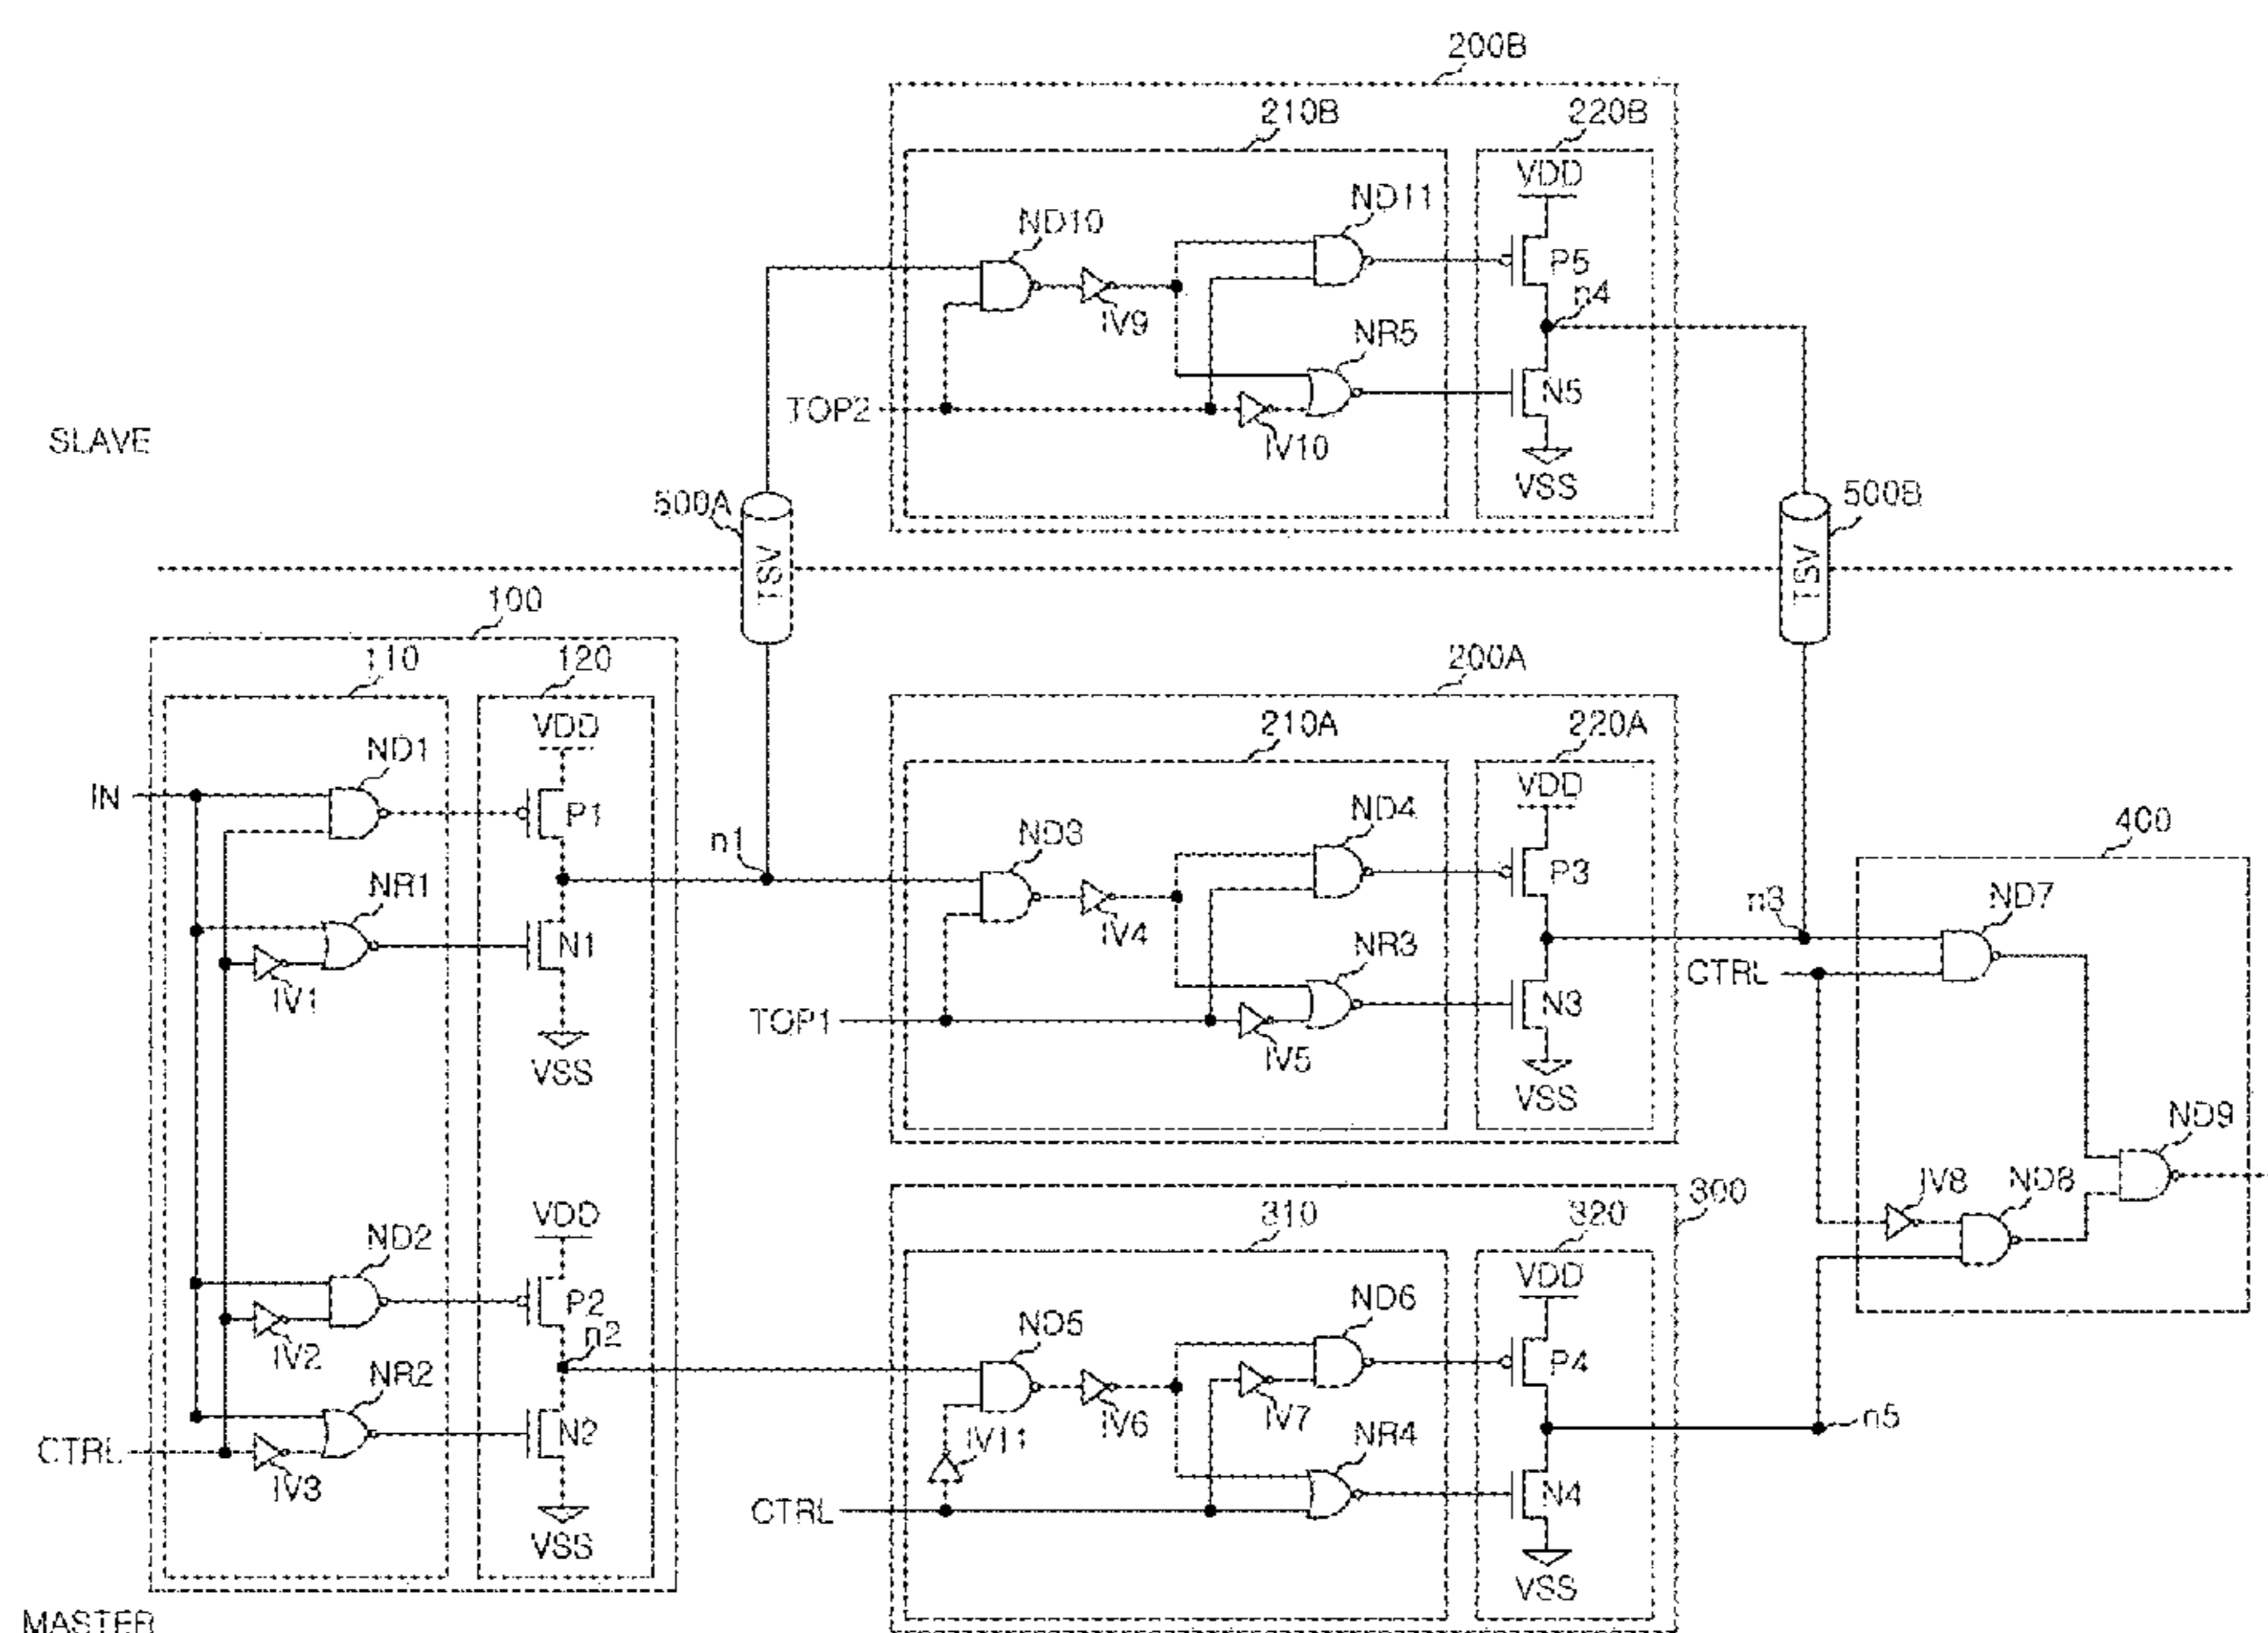 200B
210B
220B
VDD
ND10
ND11
P5
IV9
n4
NR5
N5
TOP2
IV10
VSS
SLAVE
500A
TSV
500B
TSV
100
110
120
200A
210A
220A
VDD
VDD
ND1
IN
P1
n1
ND3
ND4
P3
400
NR1
IV4
n3
ND7
N1
NR3
CTRL
IV1
N3
TOP1
IV5
VSS
VSS
ND9
300
310
320
IV8
ND8
VDD
ND2
VDD
P2
n2
ND5
ND6
P4
IV2
NR2
IV11
IV6
IV7
n5
N2
NR4
CTRL
IV3
N4
CTRL
VSS
VSS
MASTER